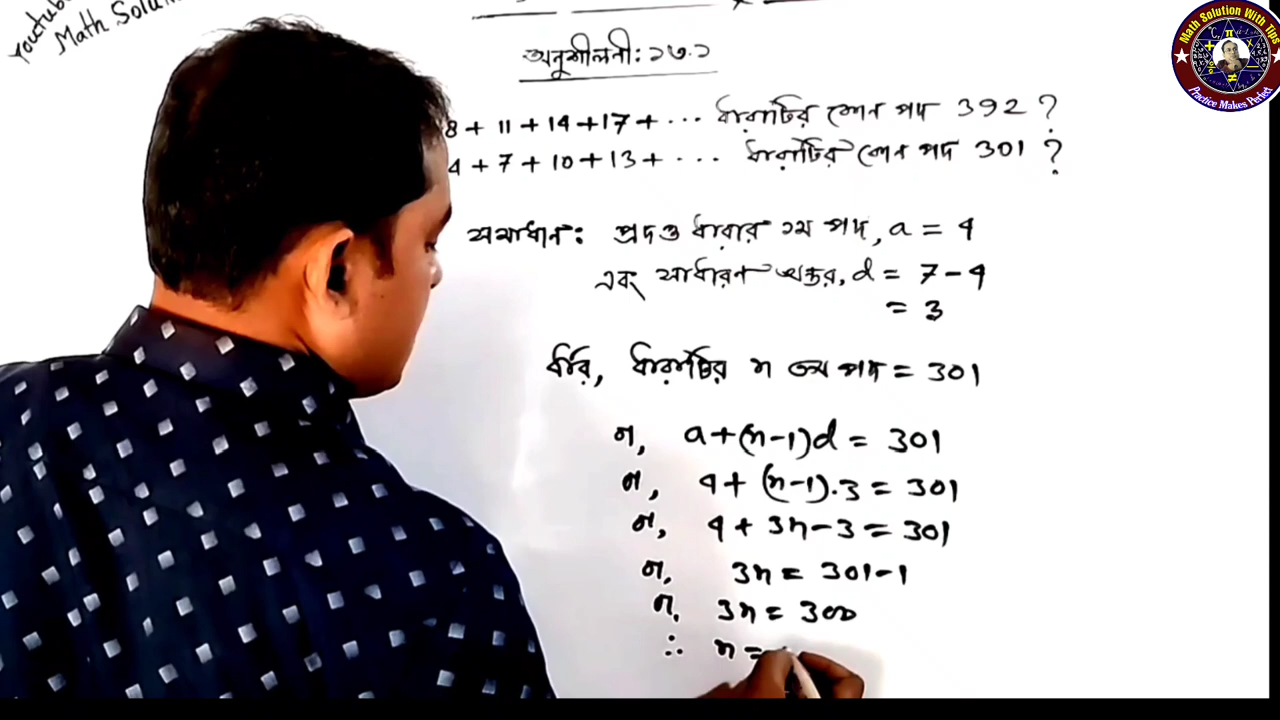 Youtube
Math Solu
অনুশীলনী: ১৩.১
8 + 11 + 14 + 17 + ... ধারাটির কোন পদ 392 ?
4 + 7 + 10 + 13 + ... ধারাটির কোন পদ 301 ?
সমাধান: প্রদত্ত ধারার ১ম পদ, a = 4
এবং সাধারণ অন্তর, d = 7 - 4
= 3
ধরি, ধারাটির n তম পদ = 301
বা, a + (n-1)d = 301
বা, 4 + (n-1).3 = 301
বা, 4 + 3n - 3 = 301
বা, 3n = 301 - 1
বা, 3n = 300
∴ n =
Math Solution With Tips
Practice Makes Perfect